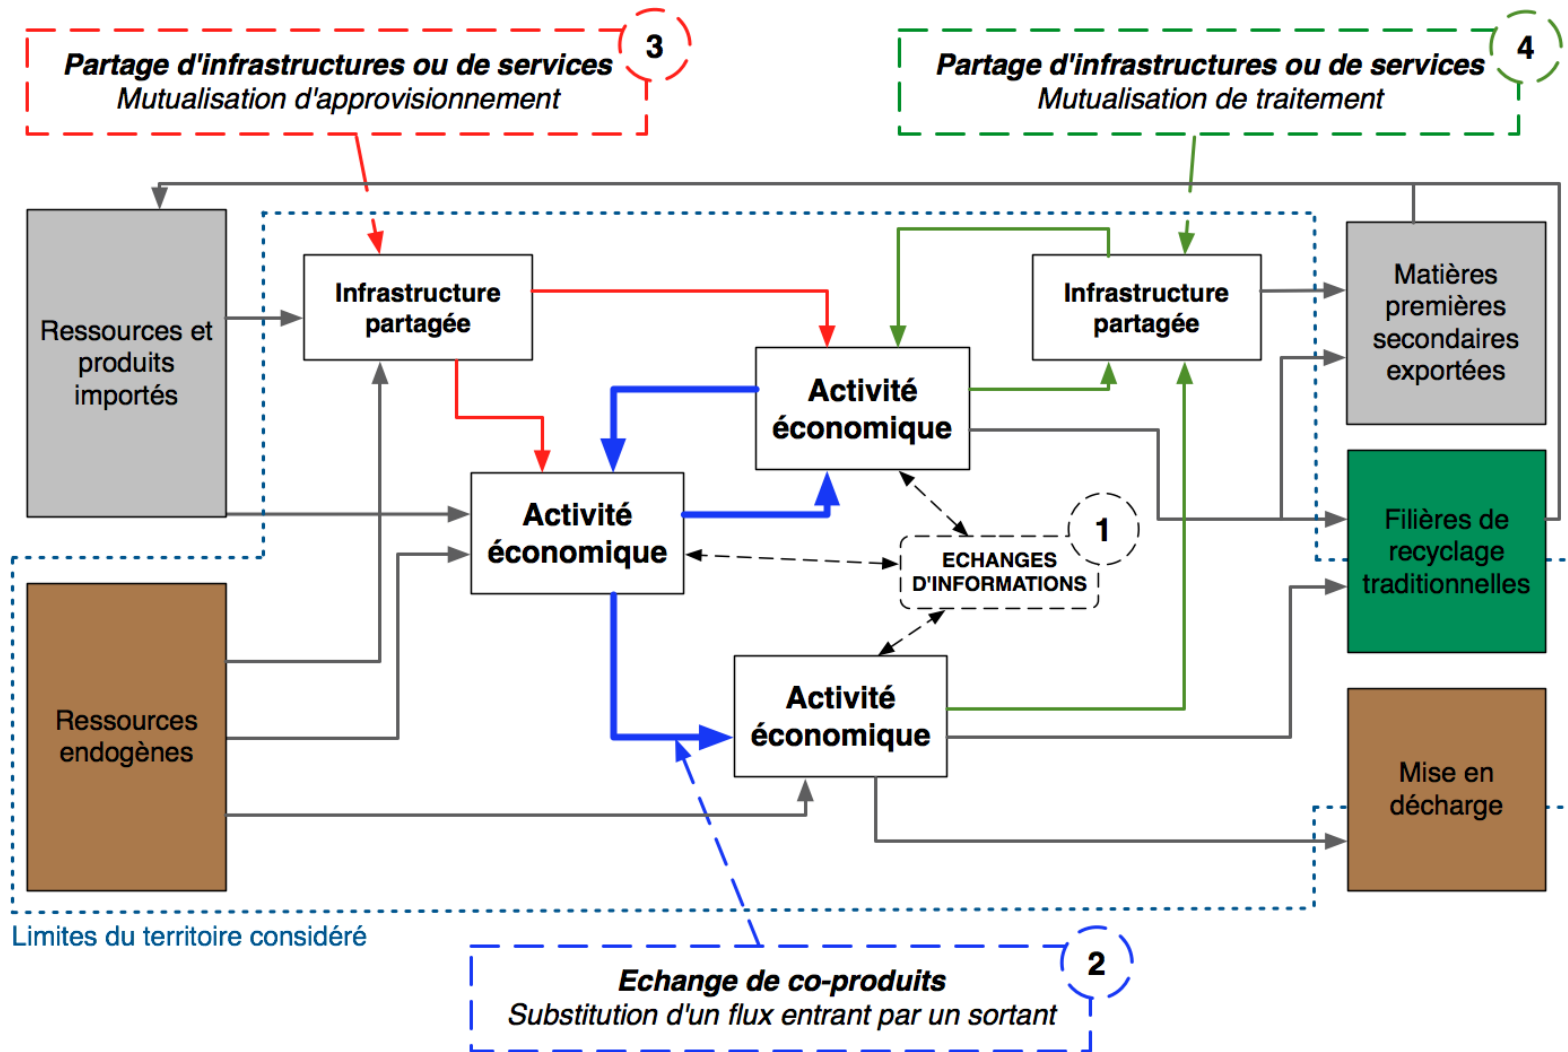 Partage d'infrastructures ou de services
Mutualisation d'approvisionnement
3
Partage d'infrastructures ou de services
Mutualisation de traitement
4
Ressources et
produits
importés
Infrastructure
partagée
Infrastructure
partagée
Matières
premières
secondaires
exportées
Activité
économique
Activité
économique
1
ECHANGES
D'INFORMATIONS
Filières de
recyclage
traditionnelles
Ressources
endogènes
Activité
économique
Mise en
décharge
Limites du territoire considéré
2
Echange de co-produits
Substitution d'un flux entrant par un sortant